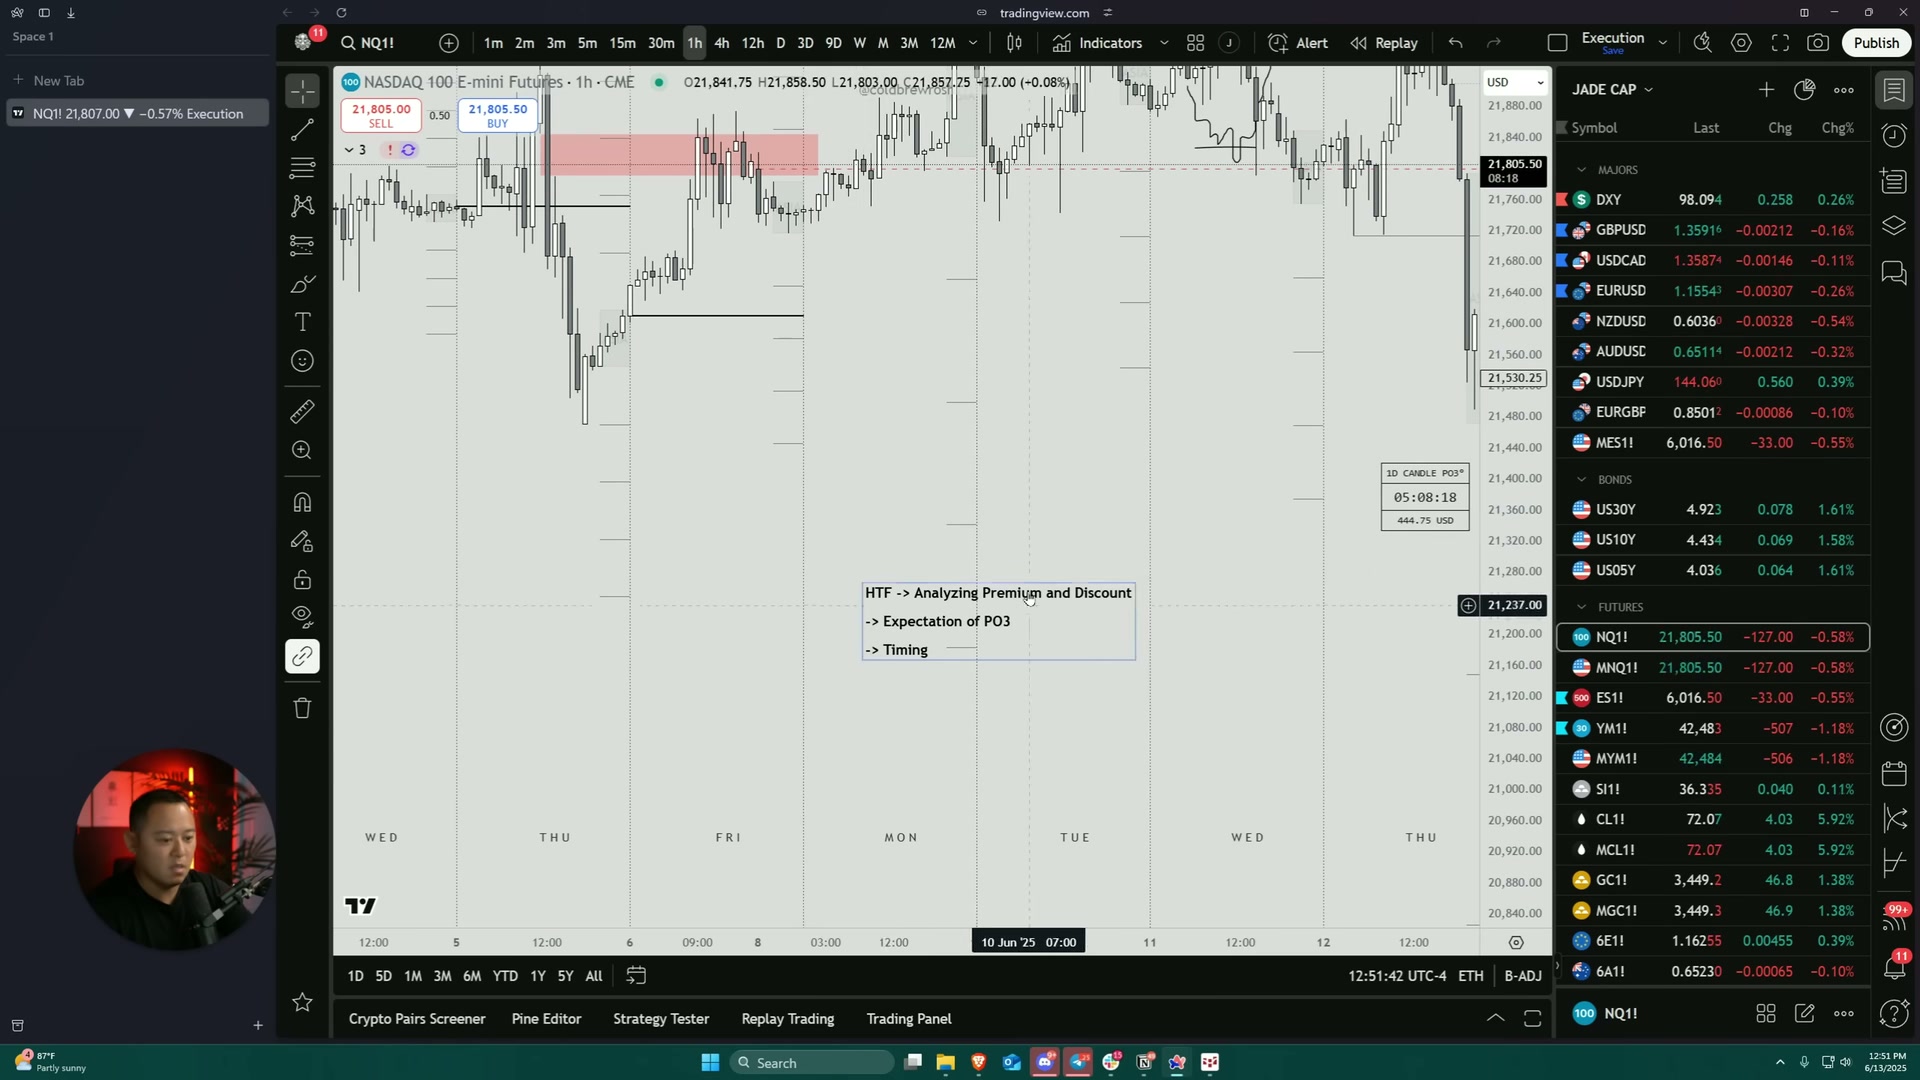 Space 1
New Tab
NQ1! 21,807.00 ▼ −0.57% Execution
tradingview.com
11
NQ1!
1m 2m 3m 5m 15m 30m 1h 4h 12h D 3D 9D W M 3M 12M
Indicators
J
Alert
Replay
Execution
Save
Publish
100 NASDAQ 100 E-mini Futures · 1h · CME
O21,841.75 H21,858.50 L21,803.00 C21,857.75 +17.00 (+0.08%)
21,805.00
SELL
0.50
21,805.50
BUY
3
USD
21,880.00
21,840.00
21,805.50
08:18
21,760.00
21,720.00
21,680.00
21,640.00
21,600.00
21,560.00
21,530.25
21,480.00
21,440.00
21,400.00
21,360.00
21,320.00
21,280.00
21,237.00
21,200.00
21,160.00
21,120.00
21,080.00
21,040.00
21,000.00
20,960.00
20,920.00
20,880.00
20,840.00
1D CANDLE PO3°
05:08:18
444.75 USD
HTF -> Analyzing Premium and Discount
-> Expectation of PO3
-> Timing
WED THU FRI MON TUE WED THU
12:00 5 12:00 6 09:00 8 03:00 12:00 10 Jun '25 07:00 11 12:00 12 12:00
1D 5D 1M 3M 6M YTD 1Y 5Y All
12:51:42 UTC-4 ETH B-ADJ
Crypto Pairs Screener Pine Editor Strategy Tester Replay Trading Trading Panel
JADE CAP
Symbol Last Chg Chg%
MAJORS
DXY 98.094 0.258 0.26%
GBPUSD 1.35916 −0.00212 −0.16%
USDCAD 1.35874 −0.00146 −0.11%
EURUSD 1.15543 −0.00307 −0.26%
NZDUSD 0.60360 −0.00328 −0.54%
AUDUSD 0.65114 −0.00212 −0.32%
USDJPY 144.060 0.560 0.39%
EURGBP 0.85012 −0.00086 −0.10%
MES1! 6,016.50 −33.00 −0.55%
BONDS
US30Y 4.923 0.078 1.61%
US10Y 4.434 0.069 1.58%
US05Y 4.036 0.064 1.61%
FUTURES
100 NQ1! 21,805.50 −127.00 −0.58%
MNQ1! 21,805.50 −127.00 −0.58%
500 ES1! 6,016.50 −33.00 −0.55%
30 YM1! 42,483 −507 −1.18%
MYM1! 42,484 −506 −1.18%
SI1! 36.335 0.040 0.11%
CL1! 72.07 4.03 5.92%
MCL1! 72.07 4.03 5.92%
GC1! 3,449.2 46.8 1.38%
MGC1! 3,449.3 46.9 1.38%
6E1! 1.16255 0.00455 0.39%
6A1! 0.65230 −0.00065 −0.10%
100 NQ1!
99+
11
87°F
Partly sunny
Search
12:51 PM
6/13/2025